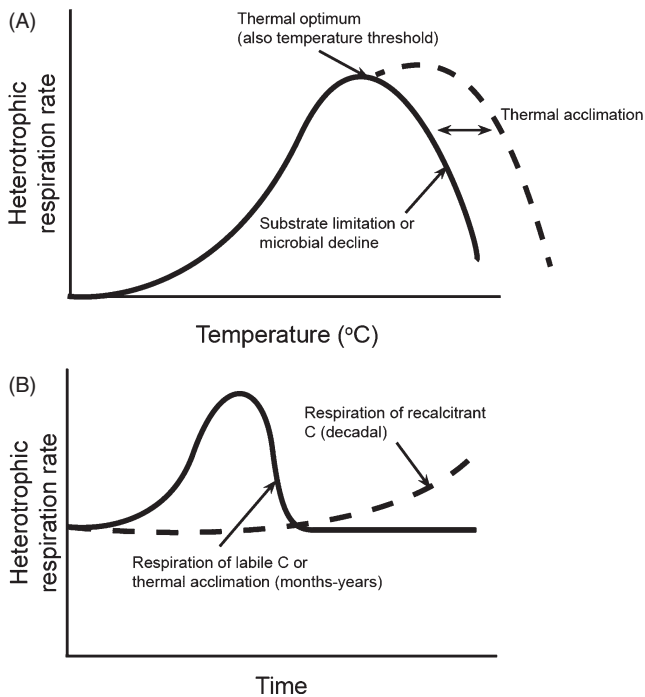 (A)
Thermal optimum
(also temperature threshold)
Thermal acclimation
Heterotrophic
respiration rate
Substrate limitation or
microbial decline
Temperature (ºC)
(B)
Respiration of recalcitrant
C (decadal)
Heterotrophic
respiration rate
Respiration of labile C or
thermal acclimation (months-years)
Time